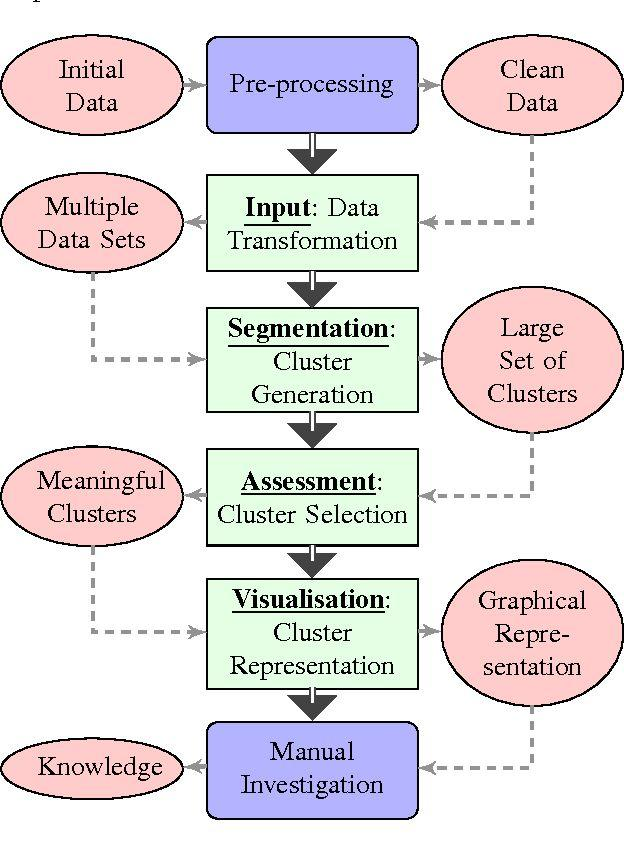 Initial
Data
Pre-processing
Clean
Data
Multiple
Data Sets
Input: Data
Transformation
Segmentation:
Cluster
Generation
Large
Set of
Clusters
Meaningful
Clusters
Assessment:
Cluster Selection
Visualisation:
Cluster
Representation
Graphical
Repre-
sentation
Knowledge
Manual
Investigation